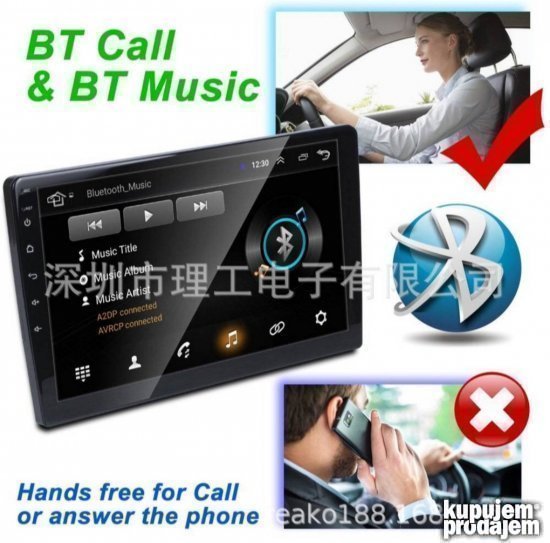 BT Call
& BT Music
12:30
Bluetooth_Music
Music Title
Music Album
Music Artist
A2DP connected
AVRCP connected
深圳市理工电子有限公司
Hands free for Call
or answer the phone
eako188.1688
kupujem
prodajem